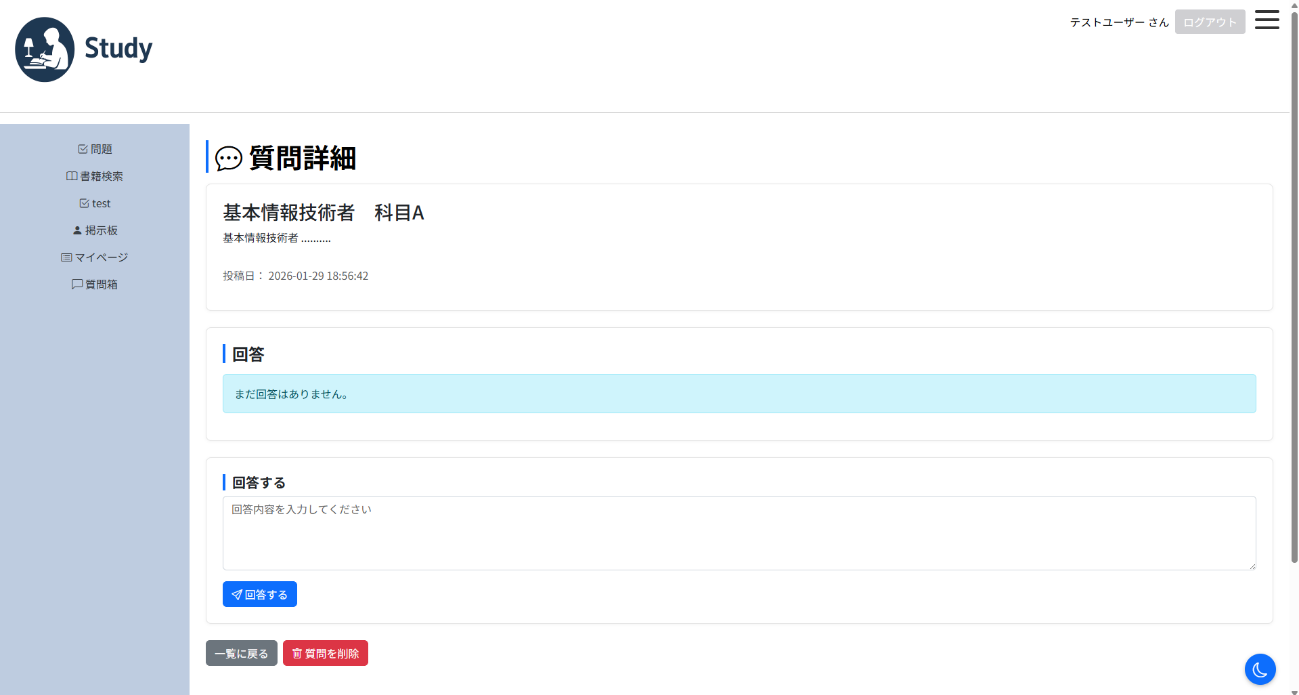 Study
テストユーザー さん
ログアウト
問題
書籍検索
test
掲示板
マイページ
質問箱
質問詳細
基本情報技術者　科目A
基本情報技術者 ..........
投稿日： 2026-01-29 18:56:42
回答
まだ回答はありません。
回答する
回答内容を入力してください
回答する
一覧に戻る
質問を削除